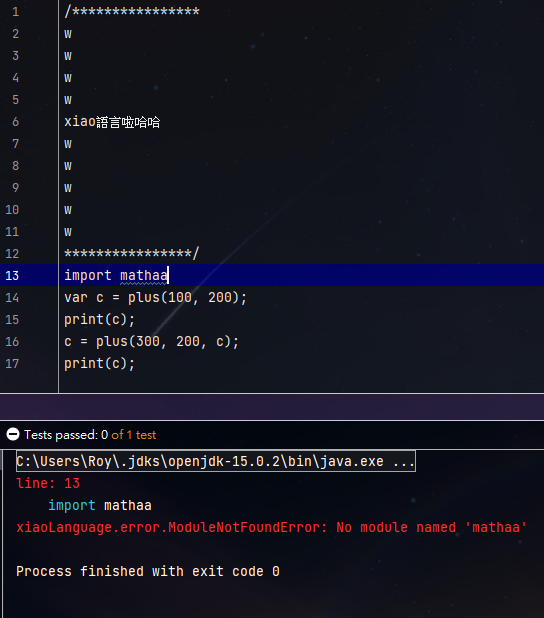 1 /****************
2 w
3 w
4 w
5 w
6 xiao語言啦哈哈
7 w
8 w
9 w
10 w
11 w
12 ****************/
13 import mathaa
14 var c = plus(100, 200);
15 print(c);
16 c = plus(300, 200, c);
17 print(c);
Tests passed: 0 of 1 test
C:\Users\Roy\.jdks\openjdk-15.0.2\bin\java.exe ...
line: 13
    import mathaa
xiaoLanguage.error.ModuleNotFoundError: No module named 'mathaa'
Process finished with exit code 0